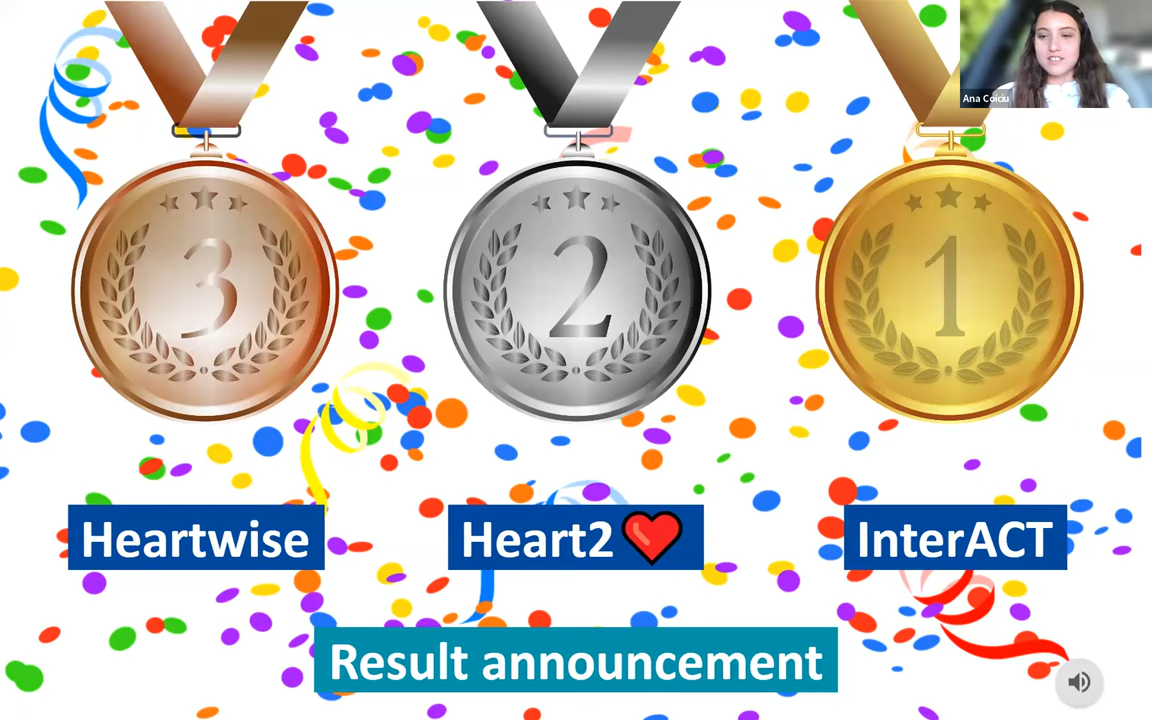 Ana Coiciu
3
2
1
Heartwise
Heart2
InterACT
Result announcement